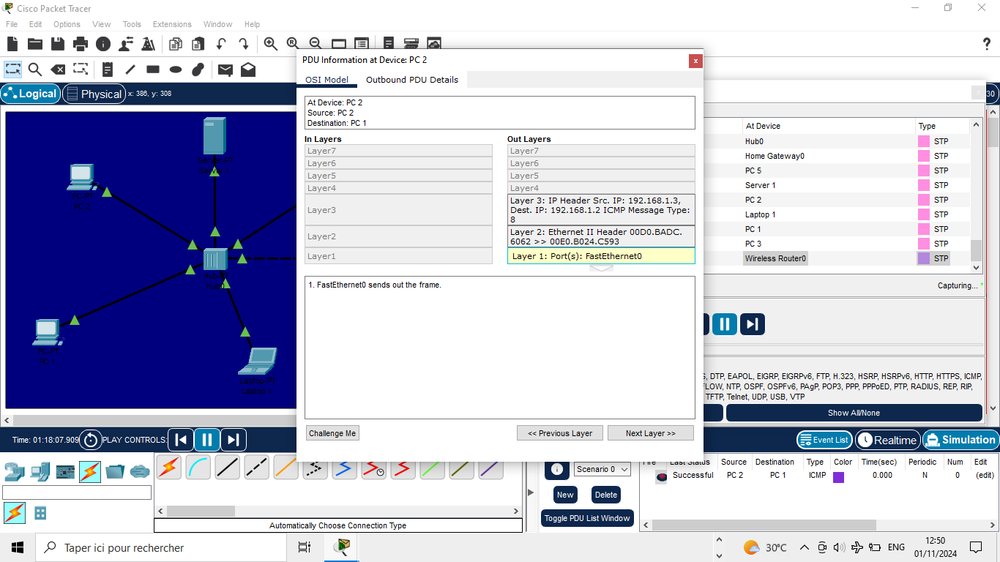 Cisco Packet Tracer
File Edit Options View Tools Extensions Window Help
PDU Information at Device: PC 2
x
OSI Model
Outbound PDU Details
Logical
Physical
x: 386, y: 308
At Device: PC 2
Source: PC 2
Destination: PC 1
In Layers
Layer7
Layer6
Layer5
Layer4
Layer3
Layer2
Layer1
Out Layers
Layer7
Layer6
Layer5
Layer4
Layer 3: IP Header Src. IP: 192.168.1.3,
Dest. IP: 192.168.1.2 ICMP Message Type:
8
Layer 2: Ethernet II Header 00D0.BADC.
6062 >> 00E0.B024.C593
Layer 1: Port(s): FastEthernet0
1. FastEthernet0 sends out the frame.
Challenge Me
<< Previous Layer
Next Layer >>
PC-PT
PC 2
PC-PT
PC 1
Laptop-PT
Laptop 1
30
At Device Type
Hub0 STP
Home Gateway0 STP
PC 5 STP
Server 1 STP
PC 2 STP
Laptop 1 STP
PC 1 STP
PC 3 STP
Wireless Router0 STP
Capturing... *
S, DTP, EAPOL, EIGRP, EIGRPv6, FTP, H.323, HSRP, HSRPv6, HTTP, HTTPS, ICMP,
FLOW, NTP, OSPF, OSPFv6, PAgP, POP3, PPP, PPPoED, PTP, RADIUS, REP, RIP,
TFTP, Telnet, UDP, USB, VTP
Show All/None
Time: 01:18:07.909
PLAY CONTROLS:
Event List
Realtime
Simulation
Automatically Choose Connection Type
Scenario 0
New
Delete
Toggle PDU List Window
Fire Last Status Source Destination Type Color Time(sec) Periodic Num Edit
Successful PC 2 PC 1 ICMP 0.000 N 0 (edit)
Taper ici pour rechercher
30°C
ENG
12:50
01/11/2024